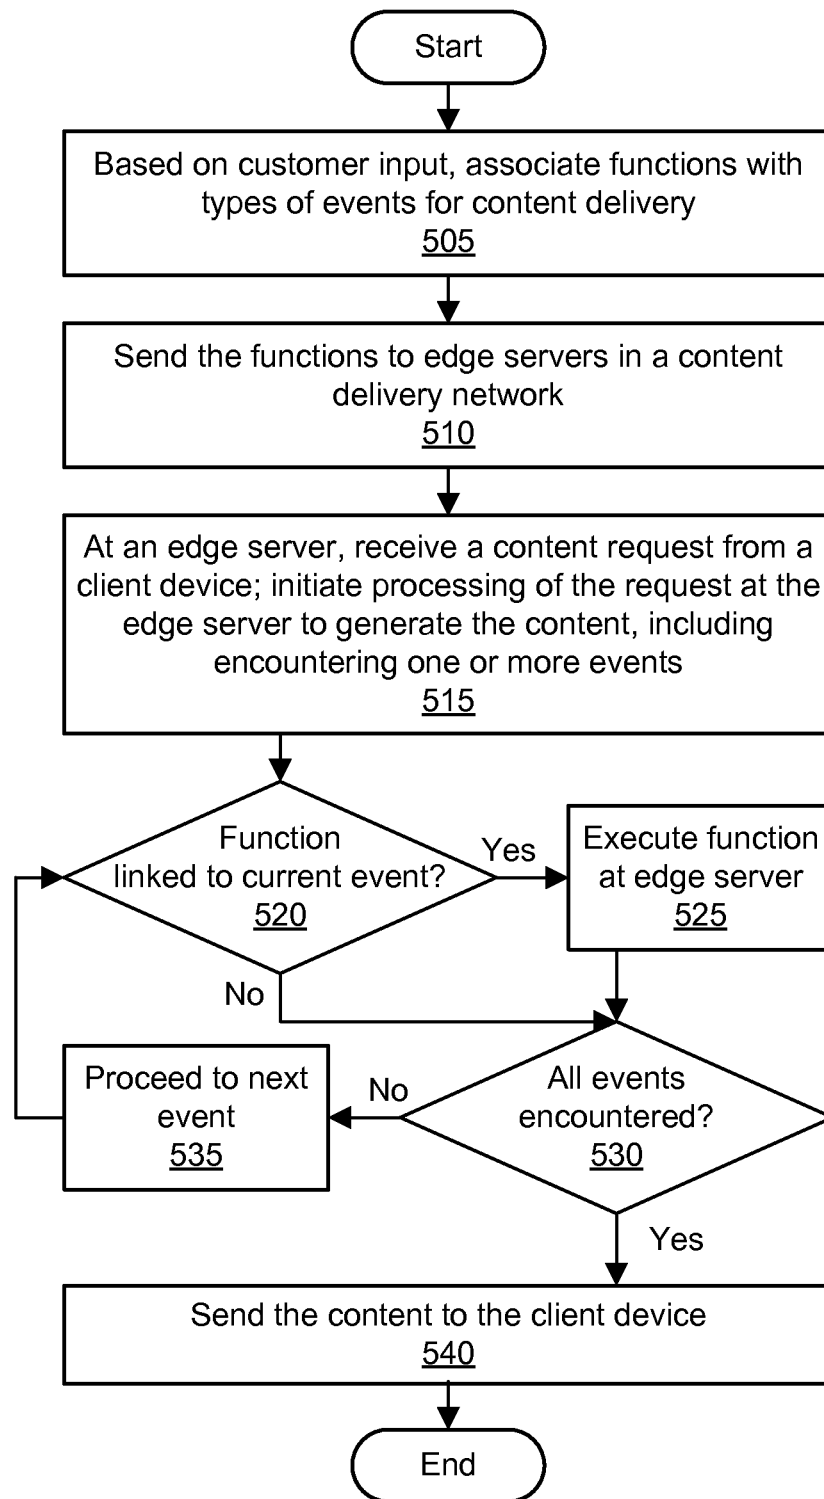 Start
Based on customer input, associate functions with
types of events for content delivery
505
Send the functions to edge servers in a content
delivery network
510
At an edge server, receive a content request from a
client device; initiate processing of the request at the
edge server to generate the content, including
encountering one or more events
515
Function
linked to current event?
520
Yes
Execute function
at edge server
525
No
Proceed to next
event
535
No
All events
encountered?
530
Yes
Send the content to the client device
540
End